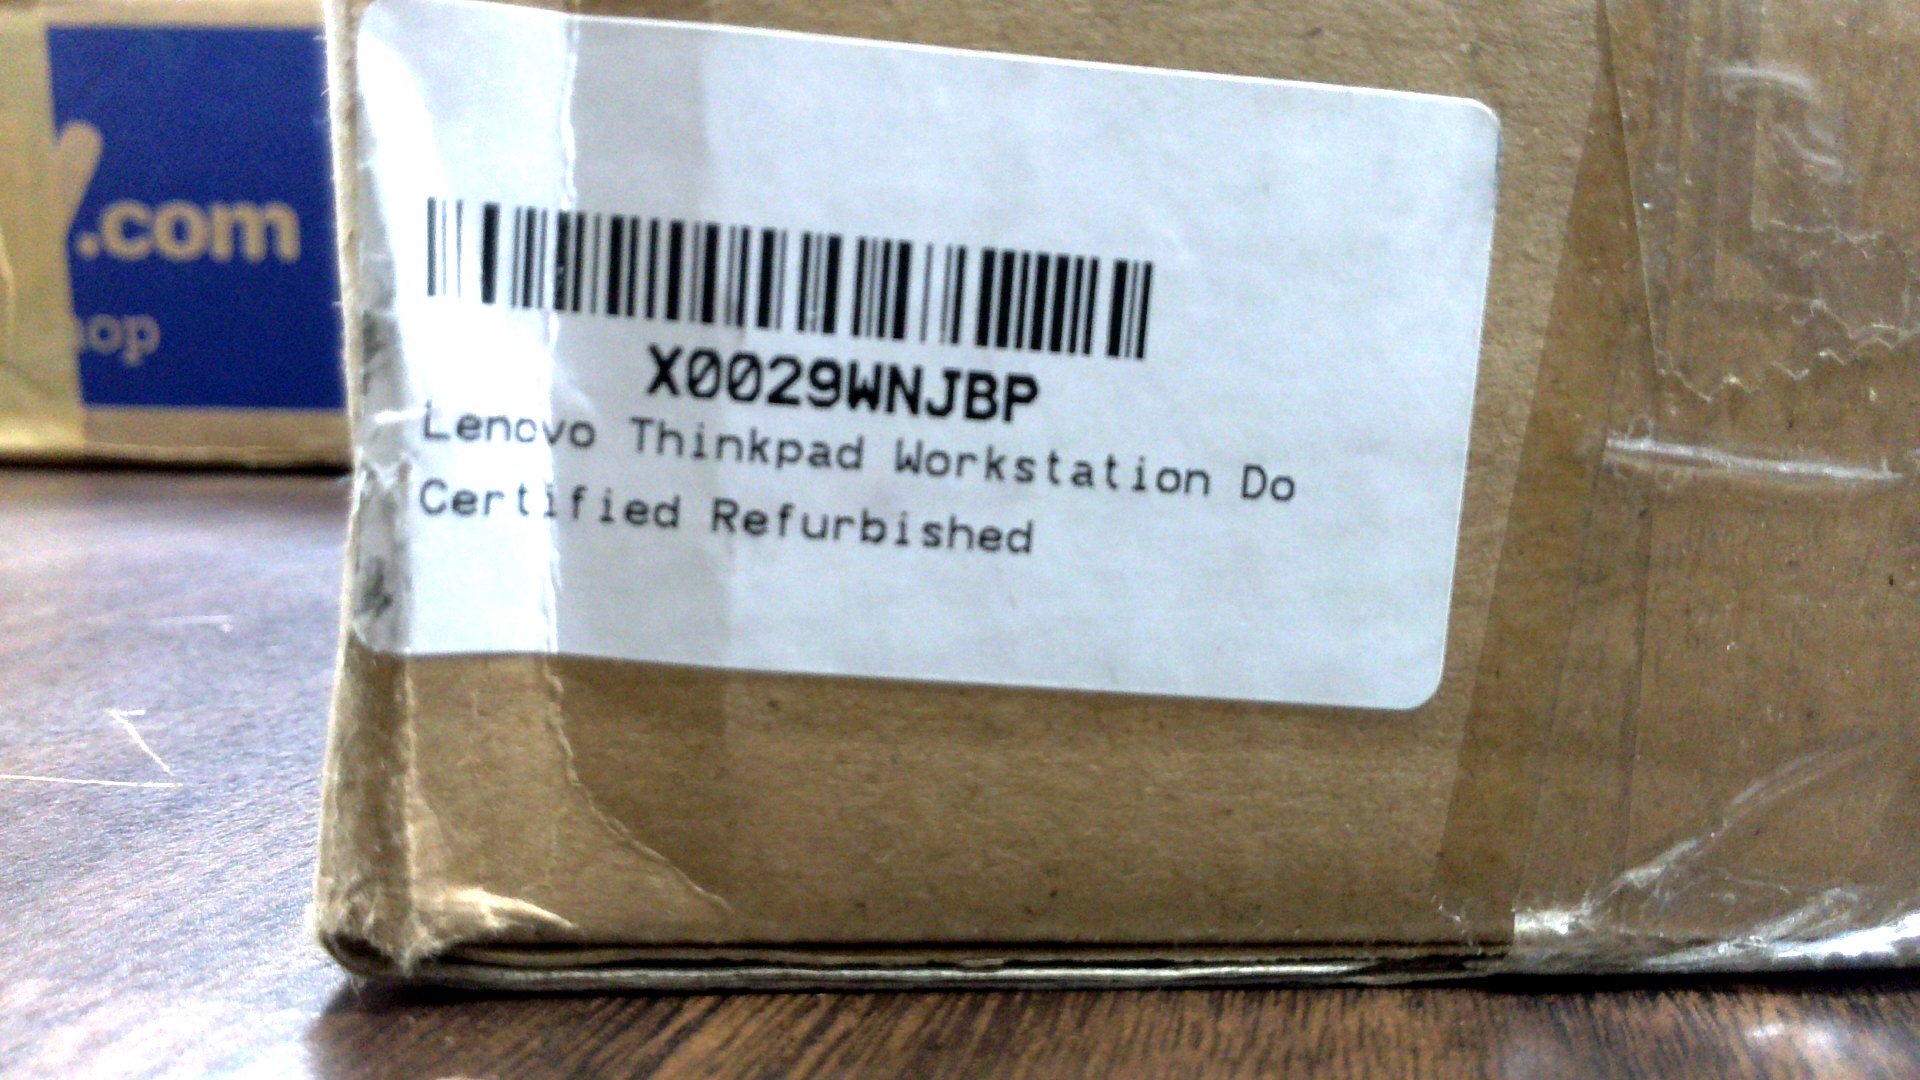 .com
X0029WNJBP
Lenovo Thinkpad Workstation Do
Certified Refurbished